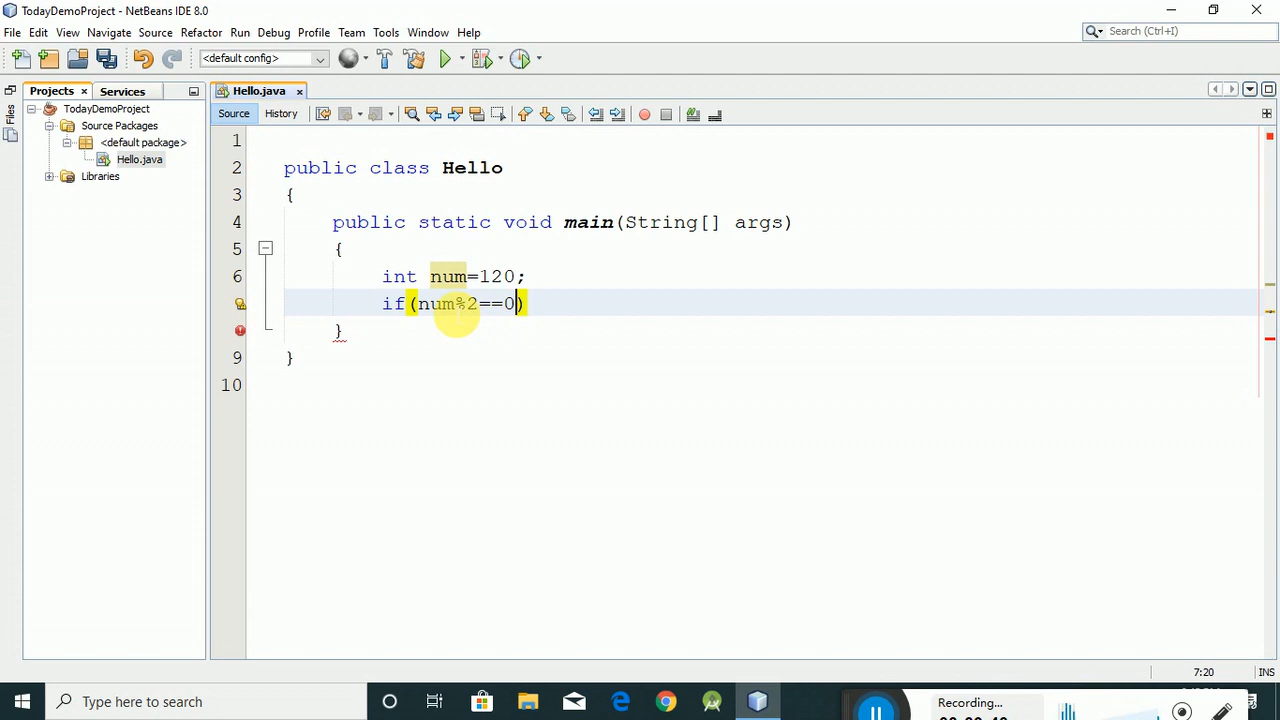 TodayDemoProject - NetBeans IDE 8.0
File Edit View Navigate Source Refactor Run Debug Profile Team Tools Window Help
Search (Ctrl+I)
<default config>
Projects Services
Hello.java
Files
TodayDemoProject
Source Packages
<default package>
Hello.java
Libraries
Source History
1
2 public class Hello
3 {
4 public static void main(String[] args)
5 {
6 int num=120;
if(num%2==0)
}
9 }
10
7:20 INS
Type here to search
Recording...